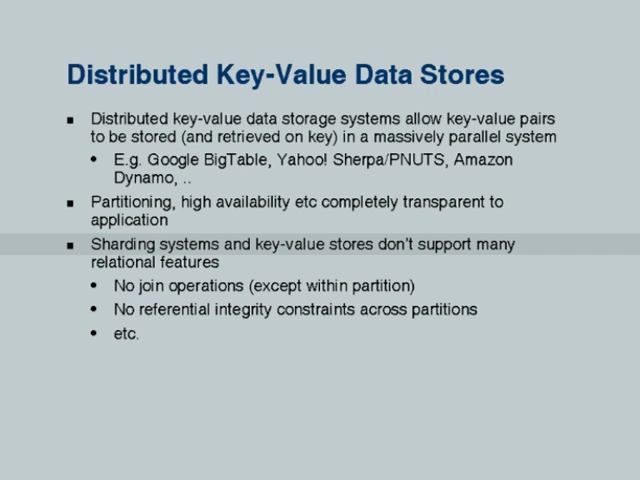 Distributed Key-Value Data Stores
Distributed key-value data storage systems allow key-value pairs
to be stored (and retrieved on key) in a massively parallel system
E.g. Google BigTable, Yahoo! Sherpa/PNUTS, Amazon
Dynamo, ..
Partitioning, high availability etc completely transparent to
application
Sharding systems and key-value stores don't support many
relational features
No join operations (except within partition)
No referential integrity constraints across partitions
etc.